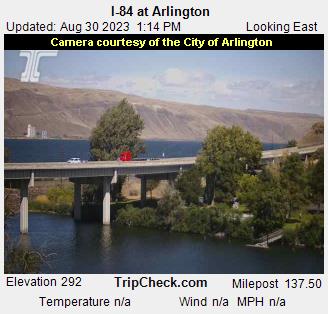 I-84 at Arlington
Updated: Aug 30 2023 1:14 PM Looking East
Camera courtesy of the City of Arlington
Elevation 292 TripCheck.com Milepost 137.50
Temperature n/a Wind n/a MPH n/a